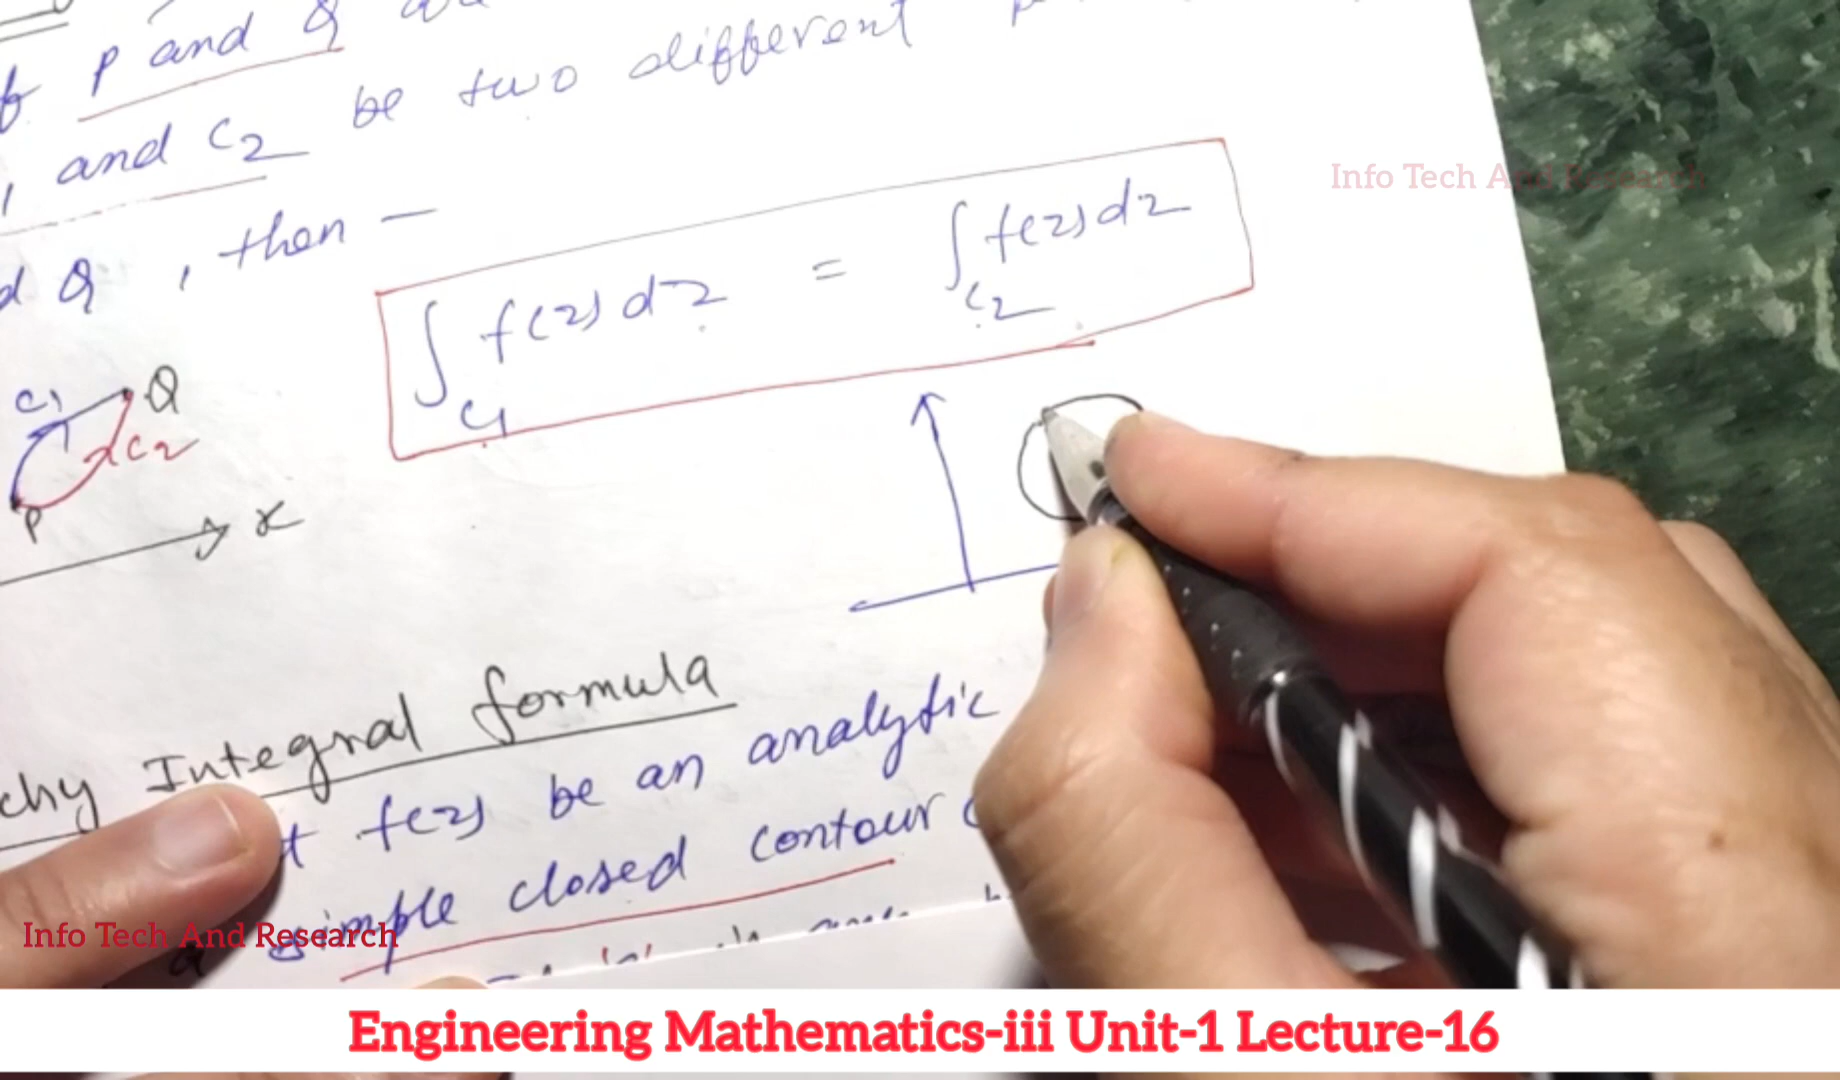 P and Q
and C2 be two different
d Q , then —
∫C1 f(z) dz = ∫C2 f(z) dz
Info Tech And Research
C1 Q
C2
P
x
chy Integral formula
t f(z) be an analytic
a simple closed contour
Info Tech And Research
Engineering Mathematics-iii Unit-1 Lecture-16